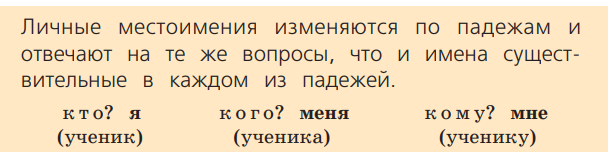 Личные местоимения изменяются по падежам и
отвечают на те же вопросы, что и имена сущест-
вительные в каждом из падежей.
кто? я кого? меня кому? мне
(ученик) (ученика) (ученику)